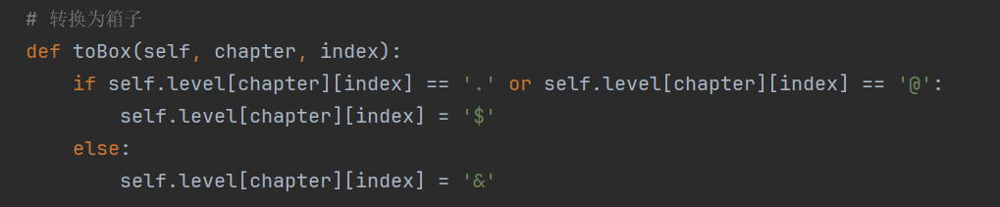 # 转换为箱子
def toBox(self, chapter, index):
    if self.level[chapter][index] == '.' or self.level[chapter][index] == '@':
        self.level[chapter][index] = '$'
    else:
        self.level[chapter][index] = '&'